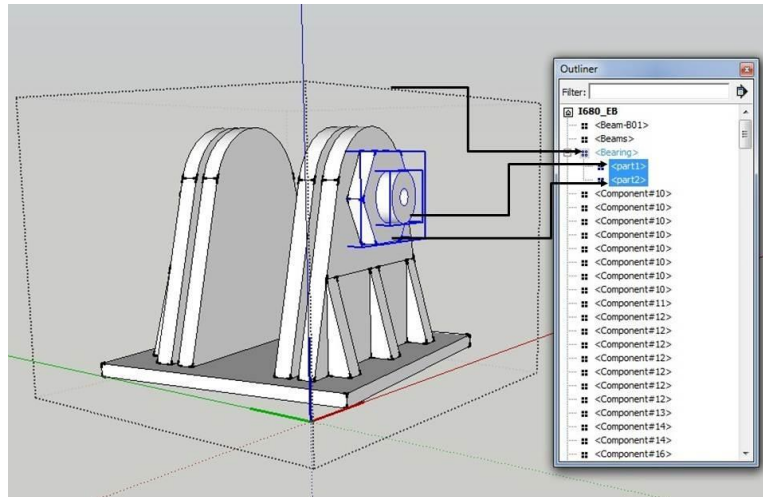 Outliner
Filter:
I680_EB
<Beam-B01>
<Beams>
<Bearing>
<part1>
<part2>
<Component#10>
<Component#10>
<Component#10>
<Component#10>
<Component#10>
<Component#10>
<Component#10>
<Component#10>
<Component#11>
<Component#12>
<Component#12>
<Component#12>
<Component#12>
<Component#12>
<Component#12>
<Component#12>
<Component#13>
<Component#14>
<Component#14>
<Component#16>